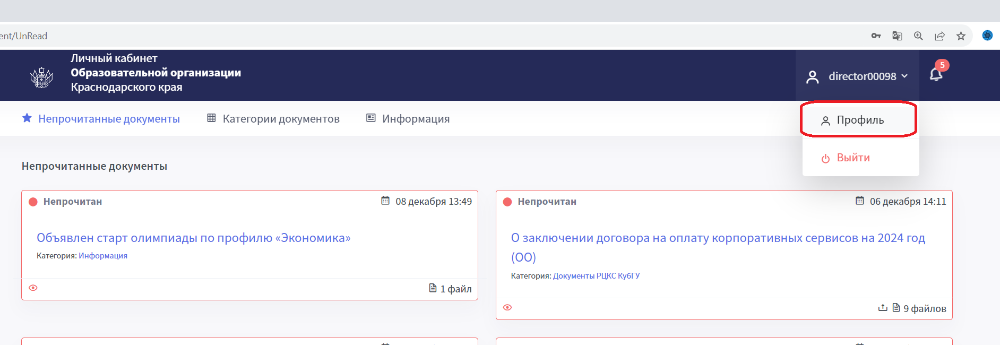 ent/UnRead
Личный кабинет
Образовательной организации
Краснодарского края
director00098
5
Непрочитанные документы
Категории документов
Информация
Профиль
Выйти
Непрочитанные документы
Непрочитан
08 декабря 13:49
Объявлен старт олимпиады по профилю «Экономика»
Категория: Информация
1 файл
Непрочитан
06 декабря 14:11
О заключении договора на оплату корпоративных сервисов на 2024 год
(ОО)
Категория: Документы РЦКС КубГУ
9 файлов